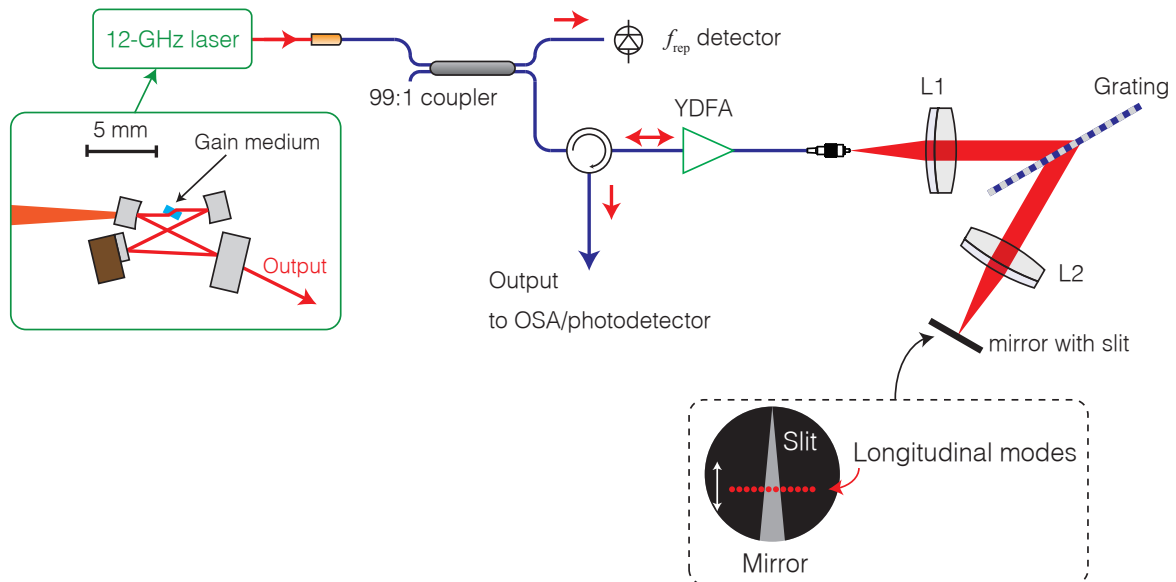 12-GHz laser
f_rep detector
99:1 coupler
5 mm
Gain medium
Output
YDFA
L1
Grating
L2
Output
to OSA/photodetector
mirror with slit
Slit
Longitudinal modes
Mirror